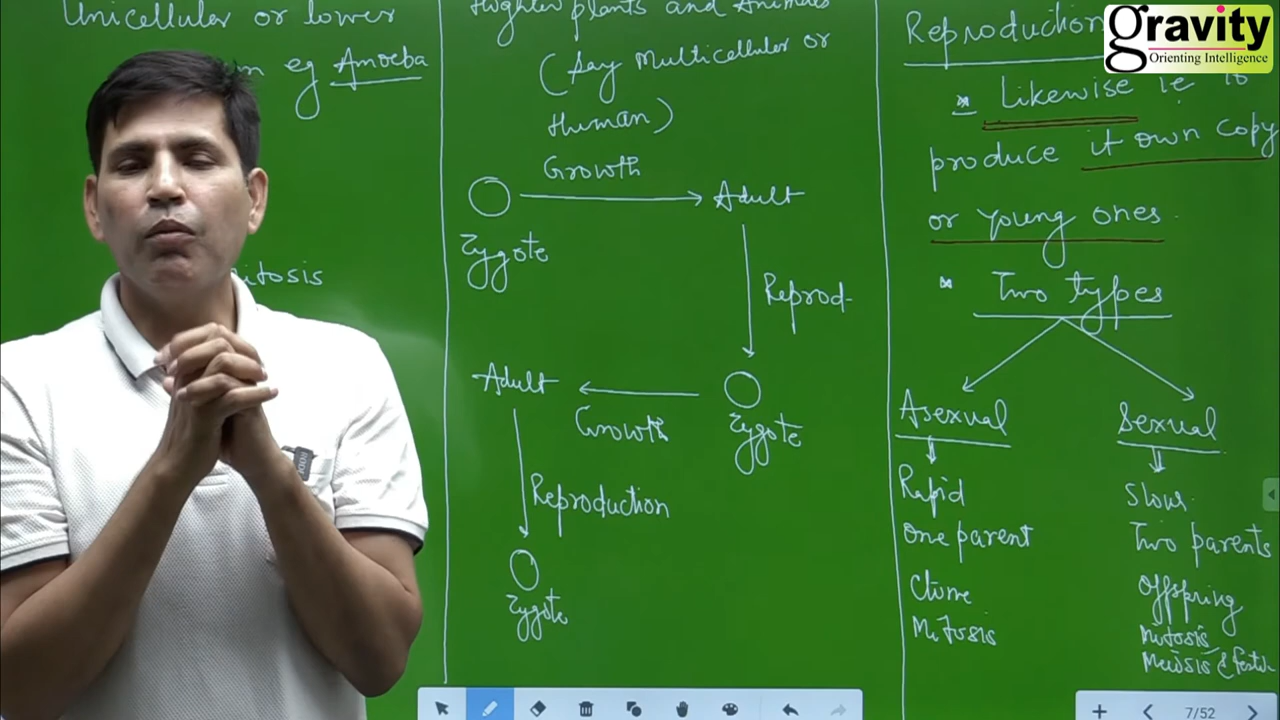 Unicellular or lower
eg Amoeba
mitosis
Higher plants and Animals
(say Multicellular or
Human)
Growth
Adult
Zygote
Reprod-
Adult
Growth
Zygote
Reproduction
Zygote
Reproduction
* Likewise ie to
produce it own copy
or young ones.
* Two types
Asexual
Sexual
Rapid
Slow.
One parent
Two parents
Clone
Offspring
Mitosis
Mitosis
Meiosis & Fertil
gravity
Orienting Intelligence
7/52